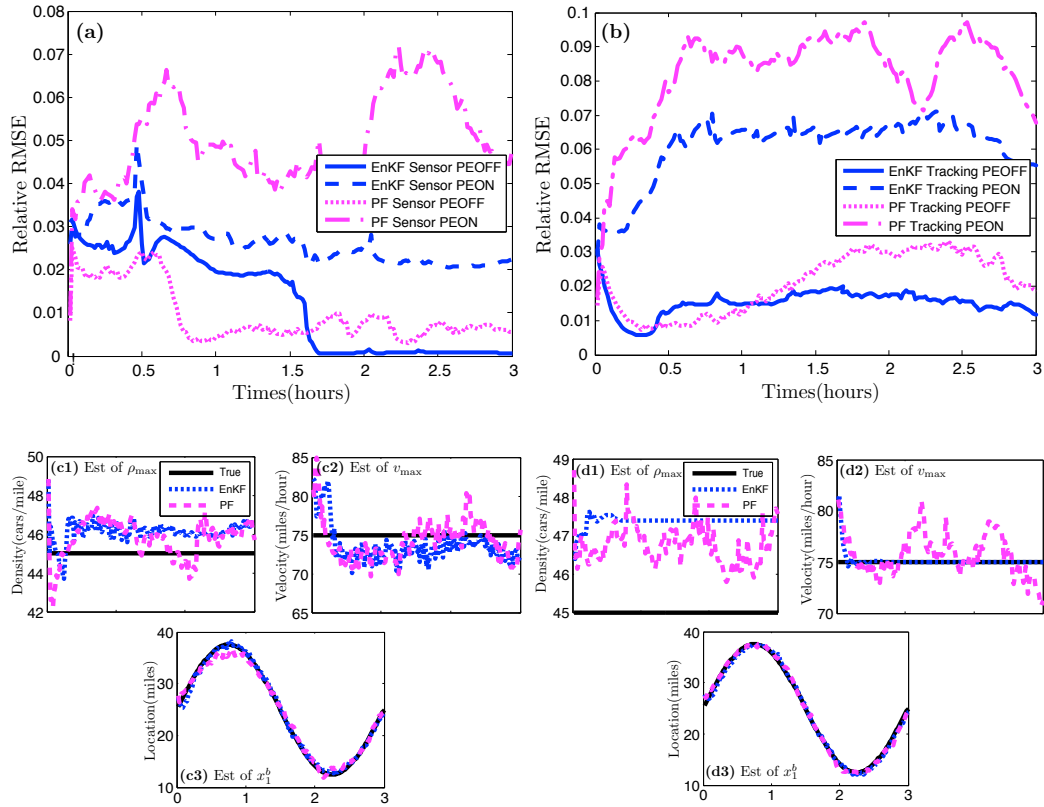 (a)
Relative RMSE
0.08
0.07
0.06
0.05
0.04
0.03
0.02
0.01
0
EnKF Sensor PEOFF
EnKF Sensor PEON
PF Sensor PEOFF
PF Sensor PEON
0 0.5 1 1.5 2 2.5 3
Times(hours)
(b)
Relative RMSE
0.1
0.09
0.08
0.07
0.06
0.05
0.04
0.03
0.02
0.01
0
EnKF Tracking PEOFF
EnKF Tracking PEON
PF Tracking PEOFF
PF Tracking PEON
0 0.5 1 1.5 2 2.5 3
Times(hours)
(c1) Est of ρmax
Density(cars/mile)
50
48
46
44
42
True
EnKF
PF
(c2) Est of vmax
Velocity(miles/hour)
85
80
75
70
65
(d1) Est of ρmax
Density(cars/mile)
49
48
47
46
45
True
EnKF
PF
(d2) Est of vmax
Velocity(miles/hour)
85
80
75
70
Location(miles)
40
30
20
10
(c3) Est of x₁ᵇ
0 1 2 3
Location(miles)
40
30
20
10
(d3) Est of x₁ᵇ
0 1 2 3